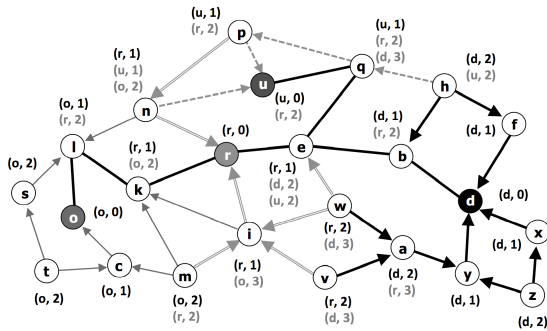 (u, 1)
(r, 2)
p
(u, 1)
(r, 2)
(d, 3)
q
(r, 1)
(u, 1)
(o, 2)
u
(u, 0)
(r, 2)
h
(d, 2)
(u, 2)
n
(o, 1)
(r, 2)
(d, 1)
(r, 2)
(d, 1)
f
l
(r, 1)
(o, 2)
(r, 0)
r
e
b
(o, 2)
s
k
(r, 1)
(d, 2)
(u, 2)
d
(d, 0)
o
(o, 0)
w
(r, 2)
(d, 3)
i
(r, 1)
(o, 3)
a
(d, 2)
(r, 3)
x
(d, 1)
t
(o, 2)
c
(o, 1)
m
(o, 2)
(r, 2)
v
(r, 2)
(d, 3)
y
(d, 1)
z
(d, 2)